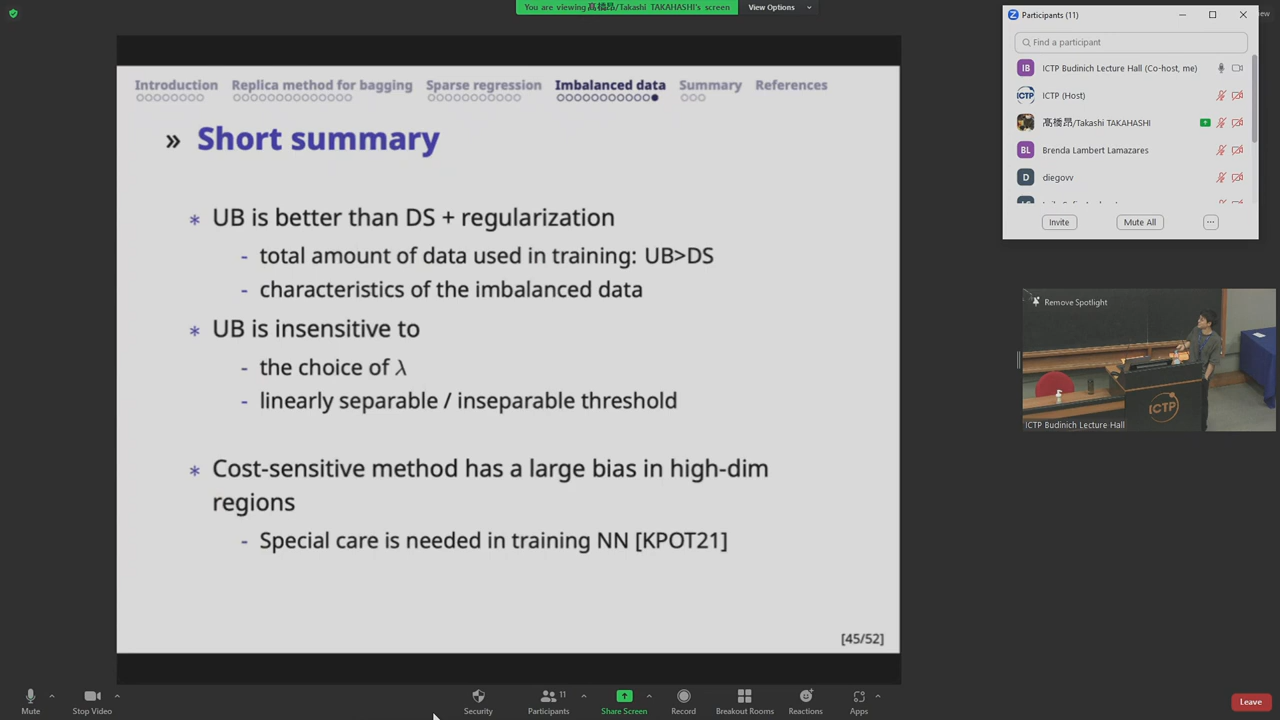 You are viewing 髙橋昂/Takashi TAKAHASHI's screen
View Options
Participants (11)
Find a participant
IB ICTP Budinich Lecture Hall (Co-host, me)
ICTP ICTP (Host)
髙橋昂/Takashi TAKAHASHI
BL Brenda Lambert Lamazares
D diegovv
Invite
Mute All
Introduction Replica method for bagging Sparse regression Imbalanced data Summary References
» Short summary
* UB is better than DS + regularization
- total amount of data used in training: UB>DS
- characteristics of the imbalanced data
* UB is insensitive to
- the choice of λ
- linearly separable / inseparable threshold
* Cost-sensitive method has a large bias in high-dim
regions
- Special care is needed in training NN [KPOT21]
[45/52]
Remove Spotlight
ICTP
ICTP Budinich Lecture Hall
Mute
Stop Video
Security
Participants 11
Share Screen
Record
Breakout Rooms
Reactions
Apps
Leave